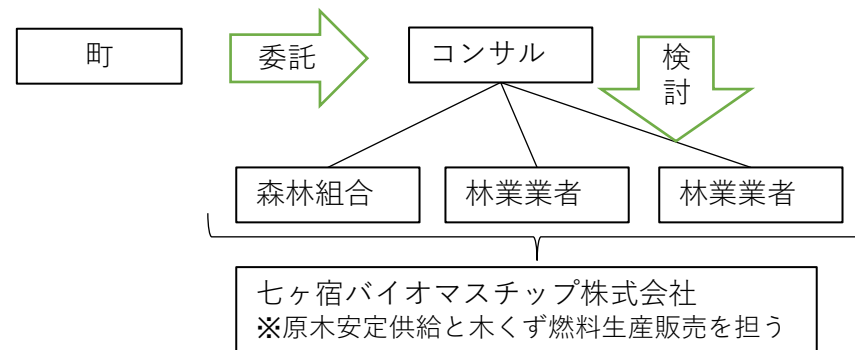 町
委託
コンサル
検
討
森林組合
林業業者
林業業者
七ヶ宿バイオマスチップ株式会社
※原木安定供給と木くず燃料生産販売を担う